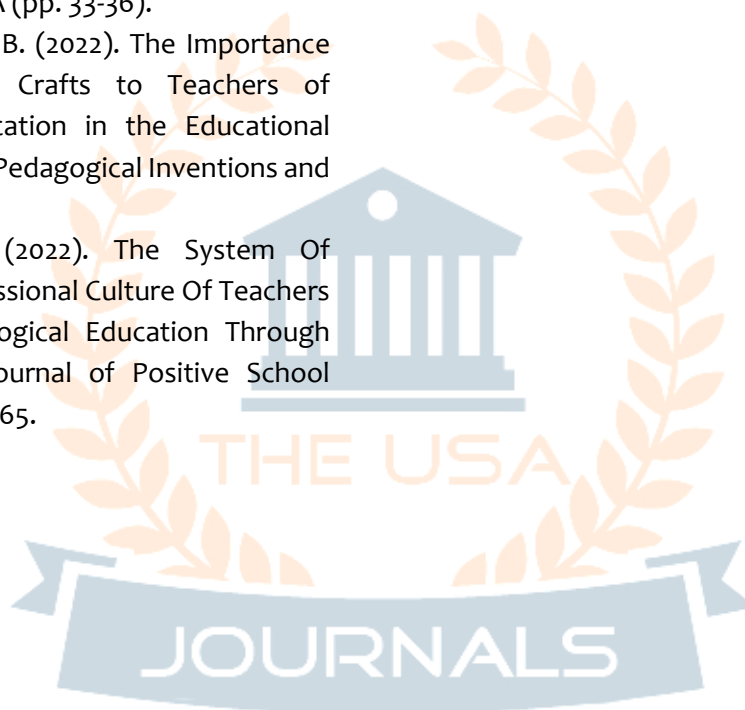 A (pp. 33-36).
B. (2022). The Importance
Crafts to Teachers of
tation in the Educational
Pedagogical Inventions and
(2022). The System Of
ssional Culture Of Teachers
ogical Education Through
ournal of Positive School
65.
THE USA
JOURNALS